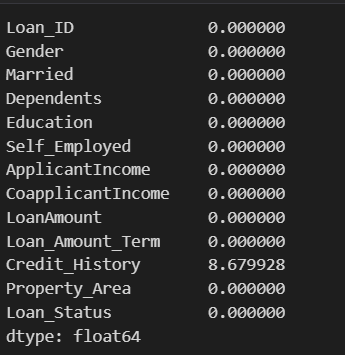 Loan_ID 0.000000
Gender 0.000000
Married 0.000000
Dependents 0.000000
Education 0.000000
Self_Employed 0.000000
ApplicantIncome 0.000000
CoapplicantIncome 0.000000
LoanAmount 0.000000
Loan_Amount_Term 0.000000
Credit_History 8.679928
Property_Area 0.000000
Loan_Status 0.000000
dtype: float64